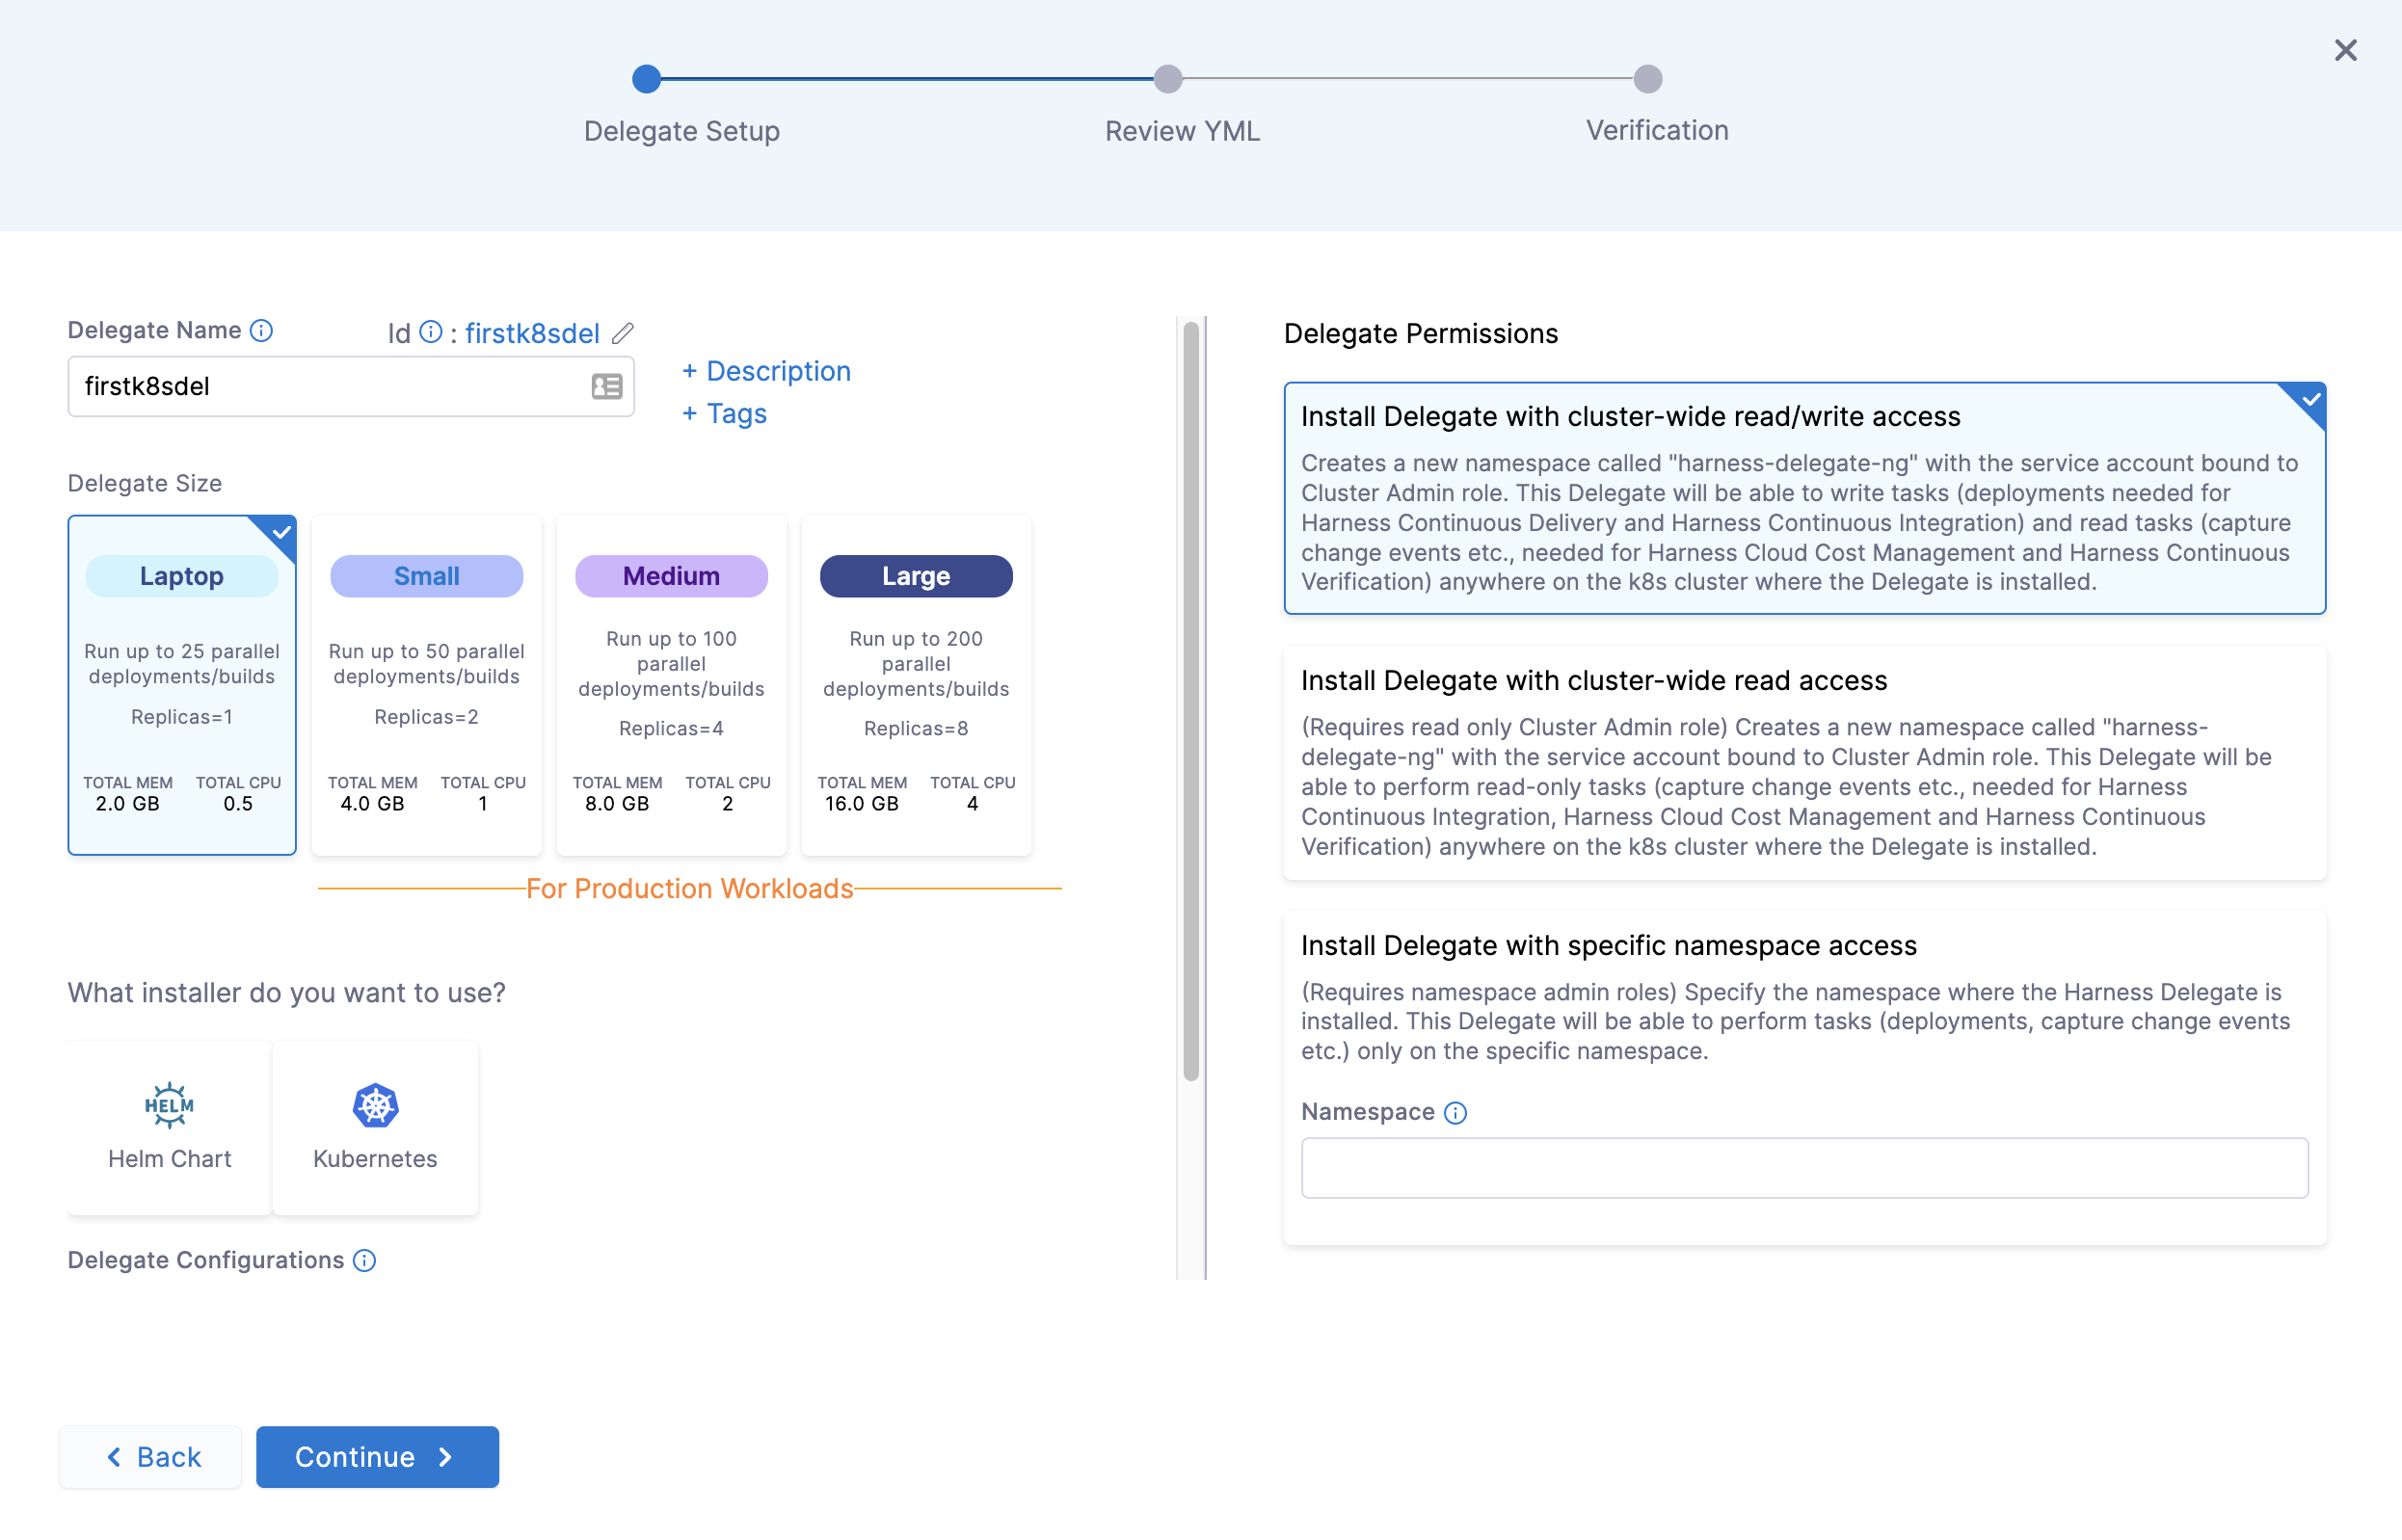 Delegate Setup
Review YML
Verification
Delegate Name
Id : firstk8sdel
firstk8sdel
+ Description
+ Tags
Delegate Size
Laptop
Run up to 25 parallel
deployments/builds
Replicas=1
TOTAL MEM TOTAL CPU
2.0 GB 0.5
Small
Run up to 50 parallel
deployments/builds
Replicas=2
TOTAL MEM TOTAL CPU
4.0 GB 1
Medium
Run up to 100
parallel
deployments/builds
Replicas=4
TOTAL MEM TOTAL CPU
8.0 GB 2
Large
Run up to 200
parallel
deployments/builds
Replicas=8
TOTAL MEM TOTAL CPU
16.0 GB 4
For Production Workloads
What installer do you want to use?
HELM
Helm Chart
Kubernetes
Delegate Configurations
Delegate Permissions
Install Delegate with cluster-wide read/write access
Creates a new namespace called "harness-delegate-ng" with the service account bound to
Cluster Admin role. This Delegate will be able to write tasks (deployments needed for
Harness Continuous Delivery and Harness Continuous Integration) and read tasks (capture
change events etc., needed for Harness Cloud Cost Management and Harness Continuous
Verification) anywhere on the k8s cluster where the Delegate is installed.
Install Delegate with cluster-wide read access
(Requires read only Cluster Admin role) Creates a new namespace called "harness-
delegate-ng" with the service account bound to Cluster Admin role. This Delegate will be
able to perform read-only tasks (capture change events etc., needed for Harness
Continuous Integration, Harness Cloud Cost Management and Harness Continuous
Verification) anywhere on the k8s cluster where the Delegate is installed.
Install Delegate with specific namespace access
(Requires namespace admin roles) Specify the namespace where the Harness Delegate is
installed. This Delegate will be able to perform tasks (deployments, capture change events
etc.) only on the specific namespace.
Namespace
Back
Continue